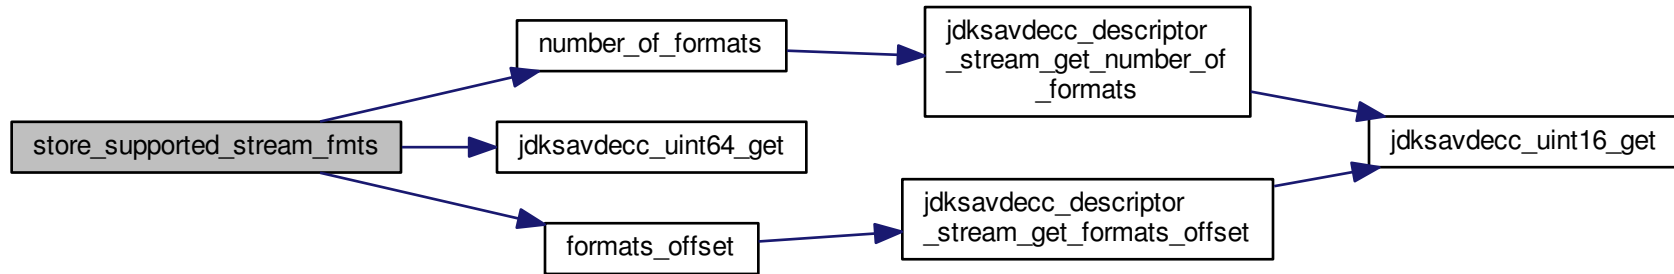 store_supported_stream_fmts
number_of_formats
jdksavdecc_uint64_get
formats_offset
jdksavdecc_descriptor
_stream_get_number_of
_formats
jdksavdecc_descriptor
_stream_get_formats_offset
jdksavdecc_uint16_get